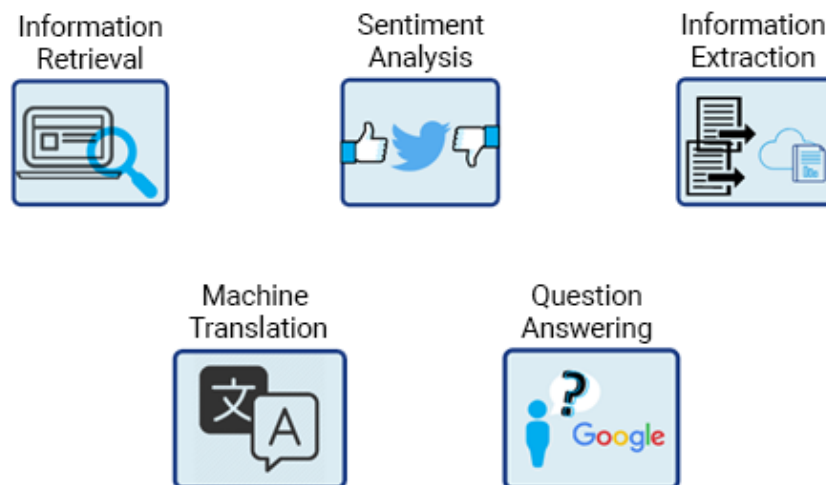 Information
Retrieval
Sentiment
Analysis
Information
Extraction
Machine
Translation
文
A
Question
Answering
?
Google